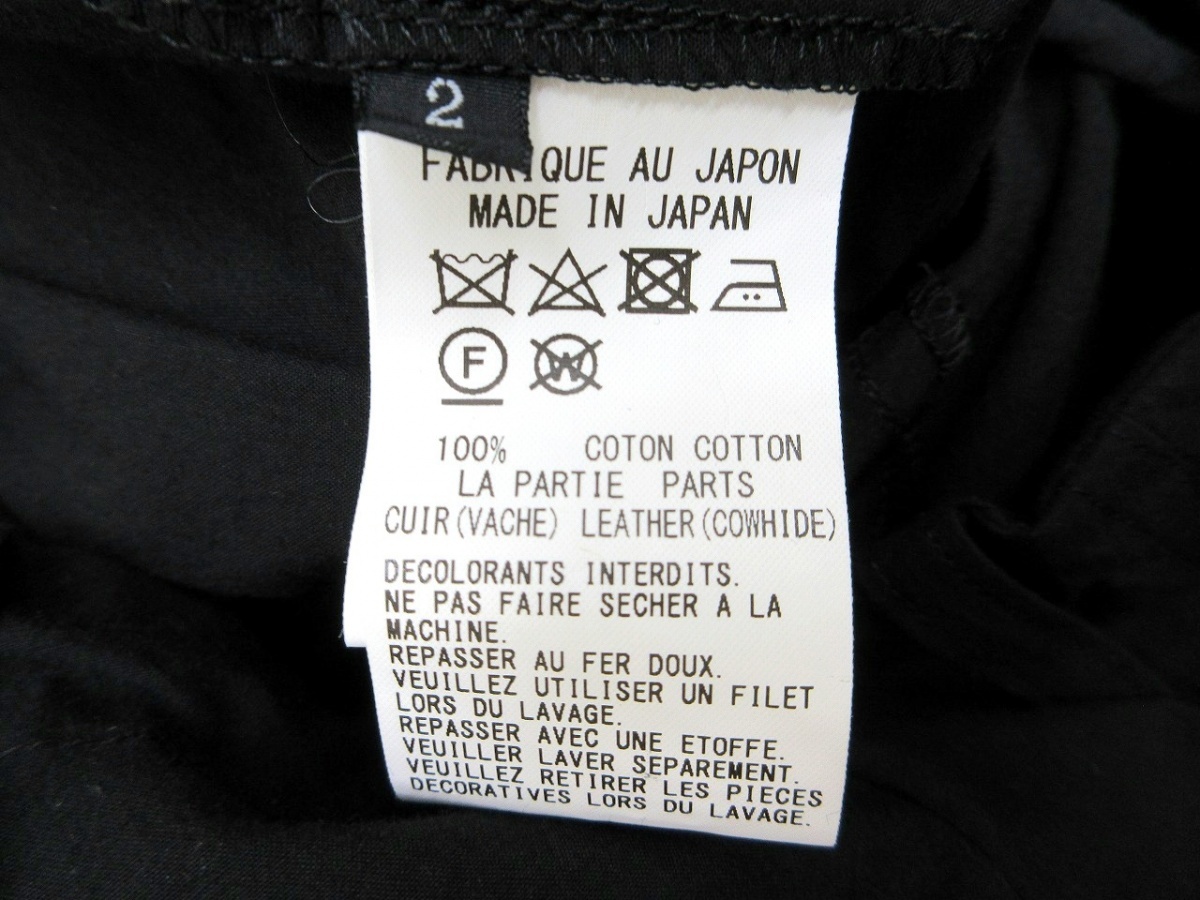 2
FABRIQUE AU JAPON
MADE IN JAPAN
F W
100% COTON COTTON
LA PARTIE PARTS
CUIR(VACHE) LEATHER(COWHIDE)
DECOLORANTS INTERDITS.
NE PAS FAIRE SECHER A LA
MACHINE.
REPASSER AU FER DOUX.
VEUILLEZ UTILISER UN FILET
LORS DU LAVAGE.
REPASSER AVEC UNE ETOFFE.
VEUILLER LAVER SEPAREMENT.
VEUILLEZ RETIRER LES PIECES
DECORATIVES LORS DU LAVAGE.